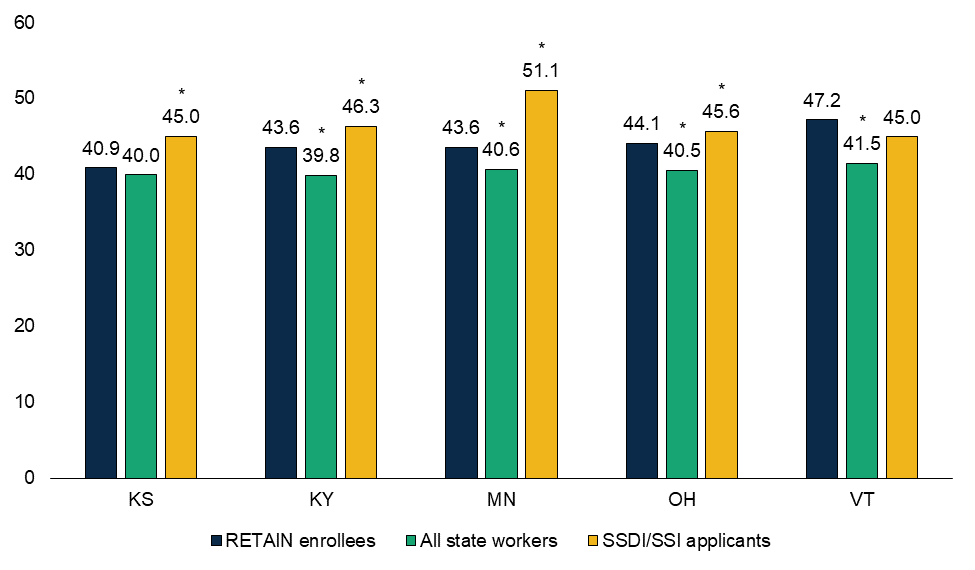 60
50
40
30
20
10
0
40.9 40.0 45.0 *
43.6 39.8 * 46.3 *
43.6 40.6 * 51.1 *
44.1 40.5 * 45.6 *
47.2 41.5 * 45.0
KS KY MN OH VT
RETAIN enrollees All state workers SSDI/SSI applicants